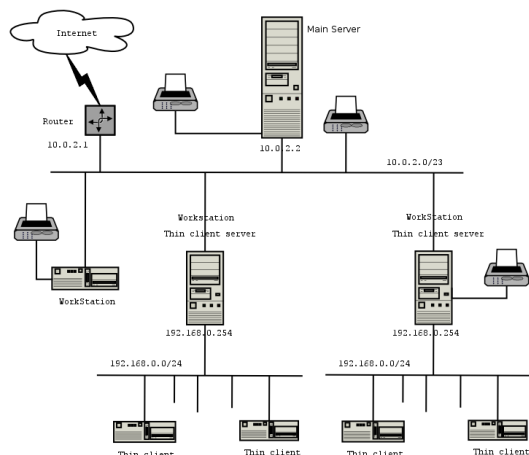 Internet
Main Server
Router
10.0.2.1
10.0.2.2
10.0.2.0/23
Workstation
Thin client server
WorkStation
Thin client server
WorkStation
192.168.0.254
192.168.0.254
192.168.0.0/24
192.168.0.0/24
Thin client
Thin client
Thin client
Thin client